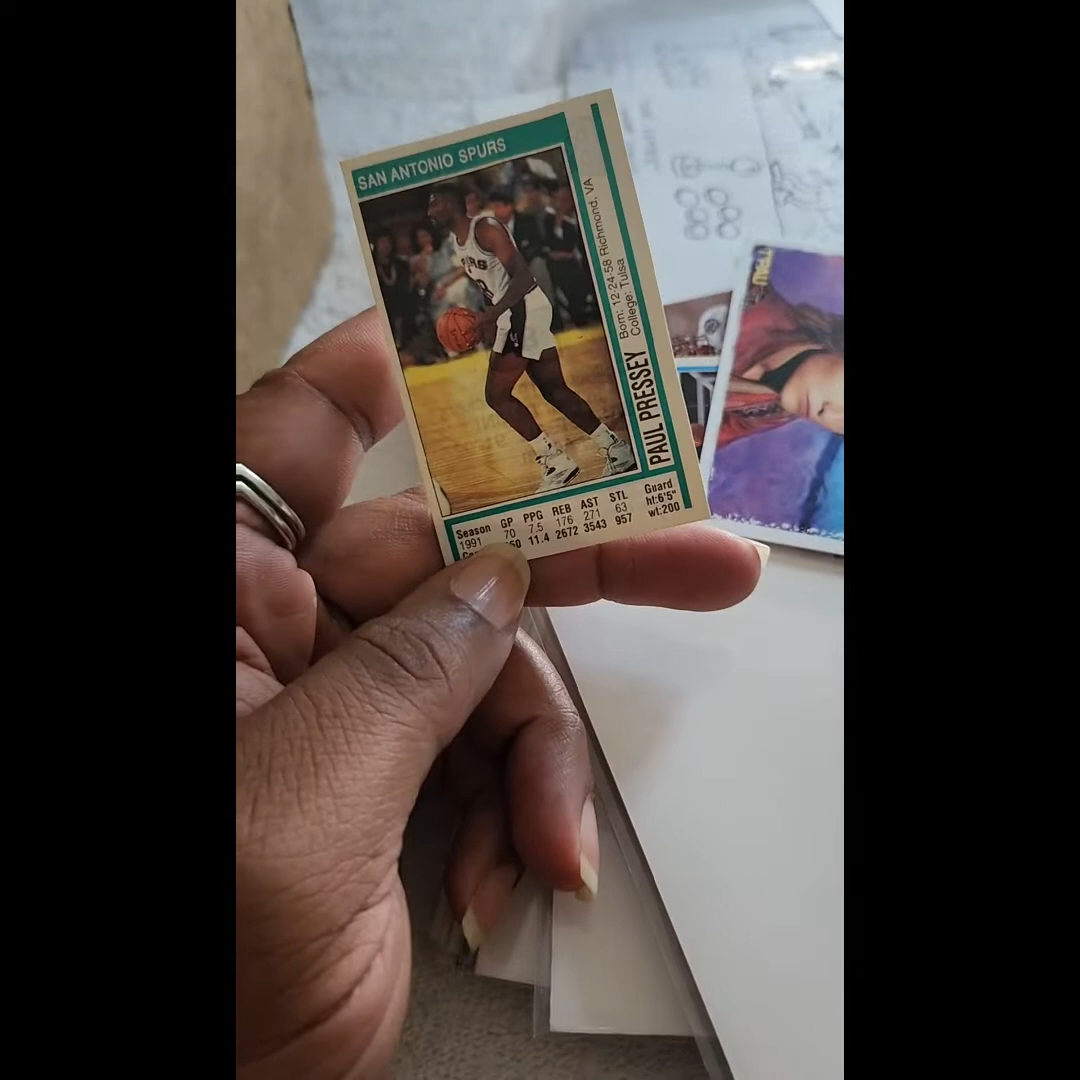 SAN ANTONIO SPURS
Born: 12-24-58 Richmond, VA
College: Tulsa
PAUL PRESSEY
Season GP PPG REB AST STL
1991 70 7.5 176 271 63
50 11.4 2672 3543 957
Guard
ht: 6'5"
wt: 200